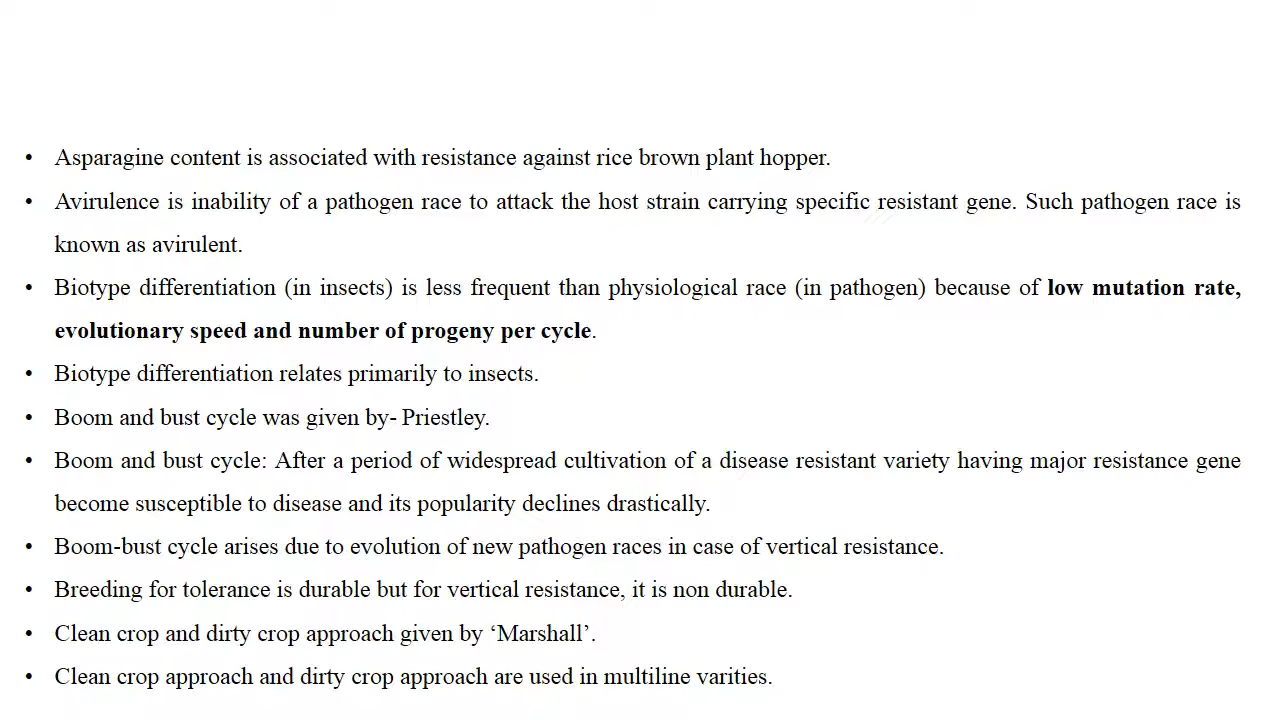 • Asparagine content is associated with resistance against rice brown plant hopper.
• Avirulence is inability of a pathogen race to attack the host strain carrying specific resistant gene. Such pathogen race is
known as avirulent.
• Biotype differentiation (in insects) is less frequent than physiological race (in pathogen) because of low mutation rate,
evolutionary speed and number of progeny per cycle.
• Biotype differentiation relates primarily to insects.
• Boom and bust cycle was given by- Priestley.
• Boom and bust cycle: After a period of widespread cultivation of a disease resistant variety having major resistance gene
become susceptible to disease and its popularity declines drastically.
• Boom-bust cycle arises due to evolution of new pathogen races in case of vertical resistance.
• Breeding for tolerance is durable but for vertical resistance, it is non durable.
• Clean crop and dirty crop approach given by ‘Marshall’.
• Clean crop approach and dirty crop approach are used in multiline varities.